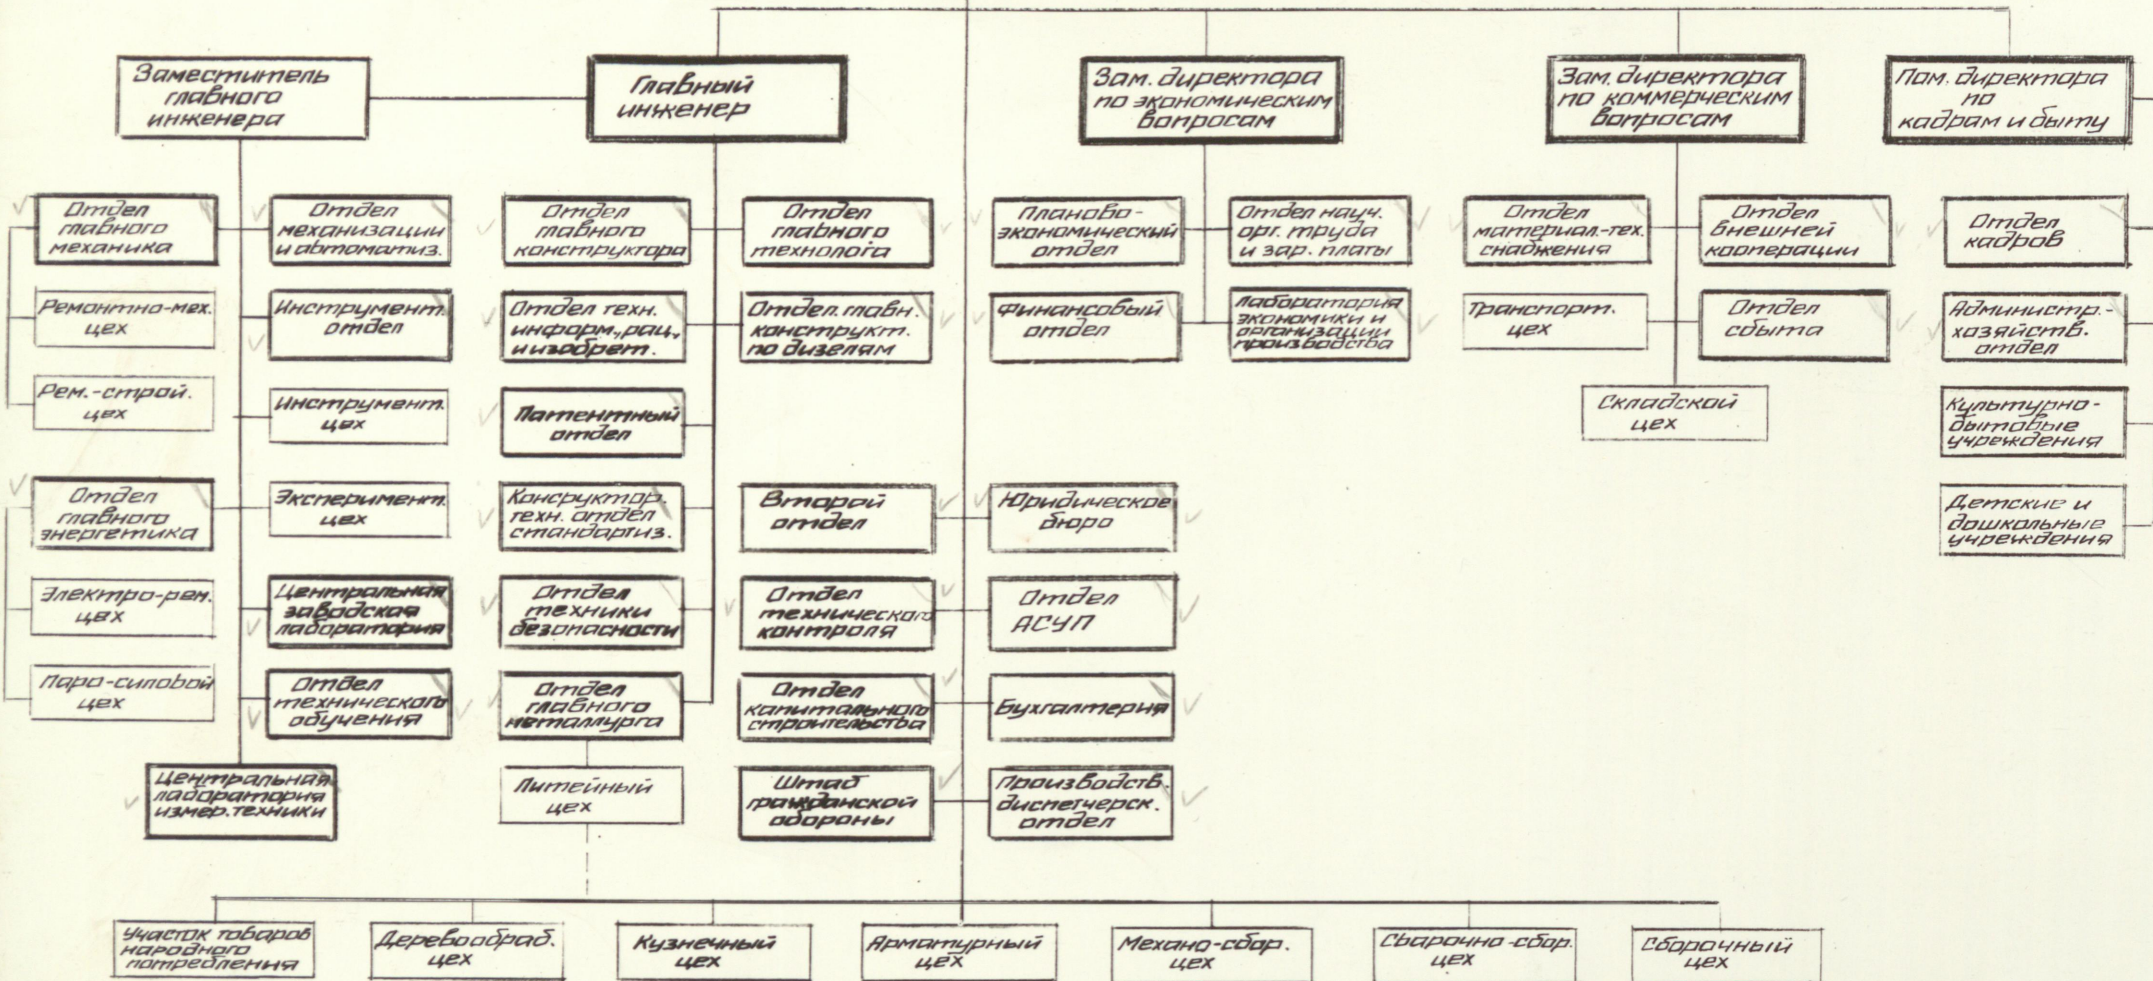 Заместитель
главного
инженера
Главный
инженер
Зам. директора
по экономическим
вопросам
Зам. директора
по коммерческим
вопросам
Пом. директора
по
кадрам и быту
Отдел
главного
механика
Отдел
механизации
и автоматиз.
Отдел
главного
конструктора
Отдел
главного
технолога
Планово-
экономический
отдел
Отдел науч.
орг. труда
и зар. платы
Отдел
материал.-тех.
снабжения
Отдел
внешней
кооперации
Отдел
кадров
Ремонтно-мех.
цех
Инструмент.
отдел
Отдел техн.
информ., рац.,
и изобрет.
Отдел. главн.
конструкт.
по дизелям
Финансовый
отдел
Лаборатория
экономики и
организации
производства
Транспорт.
цех
Отдел
сбыта
Администр.-
хозяйств.
отдел
Рем.-строй.
цех
Инструмент.
цех
Патентный
отдел
Складской
цех
Культурно-
бытовые
учреждения
Отдел
главного
энергетика
Эксперимент.
цех
Конструктор.
техн. отдел
стандартиз.
Второй
отдел
Юридическое
бюро
Детские и
дошкольные
учреждения
Электро-рем.
цех
Центральная
заводская
лаборатория
Отдел
техники
безопасности
Отдел
технического
контроля
Отдел
АСУП
Паро-силовой
цех
Отдел
технического
обучения
Отдел
главного
металлурга
Отдел
капитального
строительства
Бухгалтерия
Центральная
лаборатория
измер. техники
Литейный
цех
Штаб
гражданской
обороны
Производств.
диспетчерск.
отдел
Участок товаров
народного
потребления
Деревообраб.
цех
Кузнечный
цех
Арматурный
цех
Механо-сбор.
цех
Сварочно-сбор.
цех
Сборочный
цех